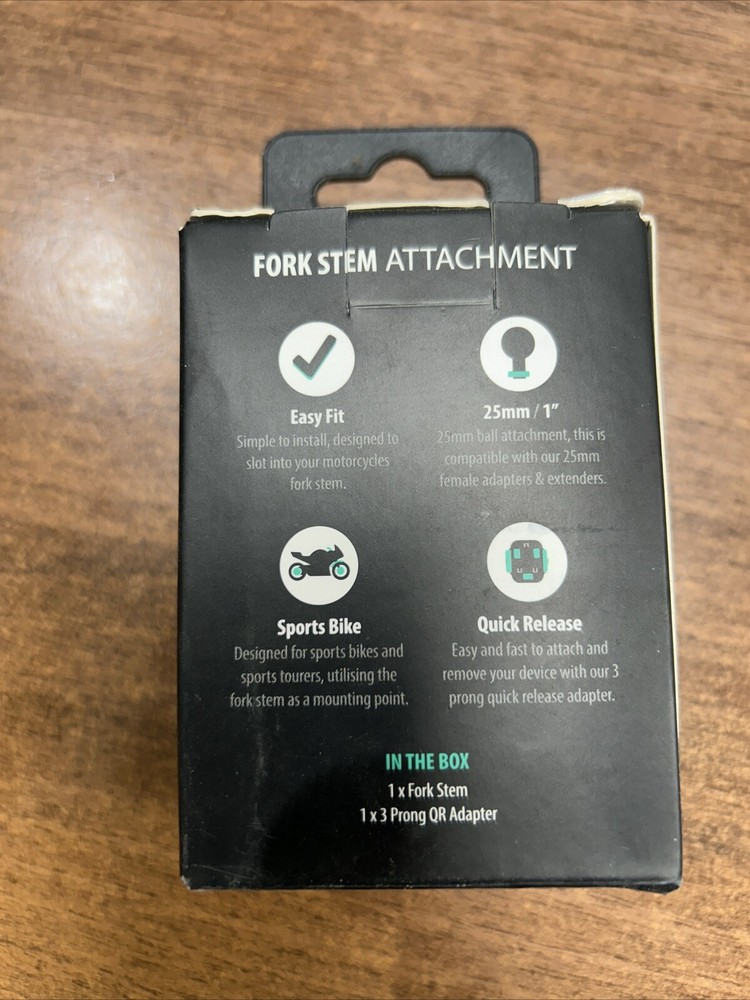 FORK STEM ATTACHMENT
Easy Fit
Simple to install, designed to
slot into your motorcycles
fork stem.
25mm / 1”
25mm ball attachment, this is
compatible with our 25mm
female adapters & extenders.
Sports Bike
Designed for sports bikes and
sports tourers, utilising the
fork stem as a mounting point.
Quick Release
Easy and fast to attach and
remove your device with our 3
prong quick release adapter.
IN THE BOX
1 x Fork Stem
1 x 3 Prong QR Adapter